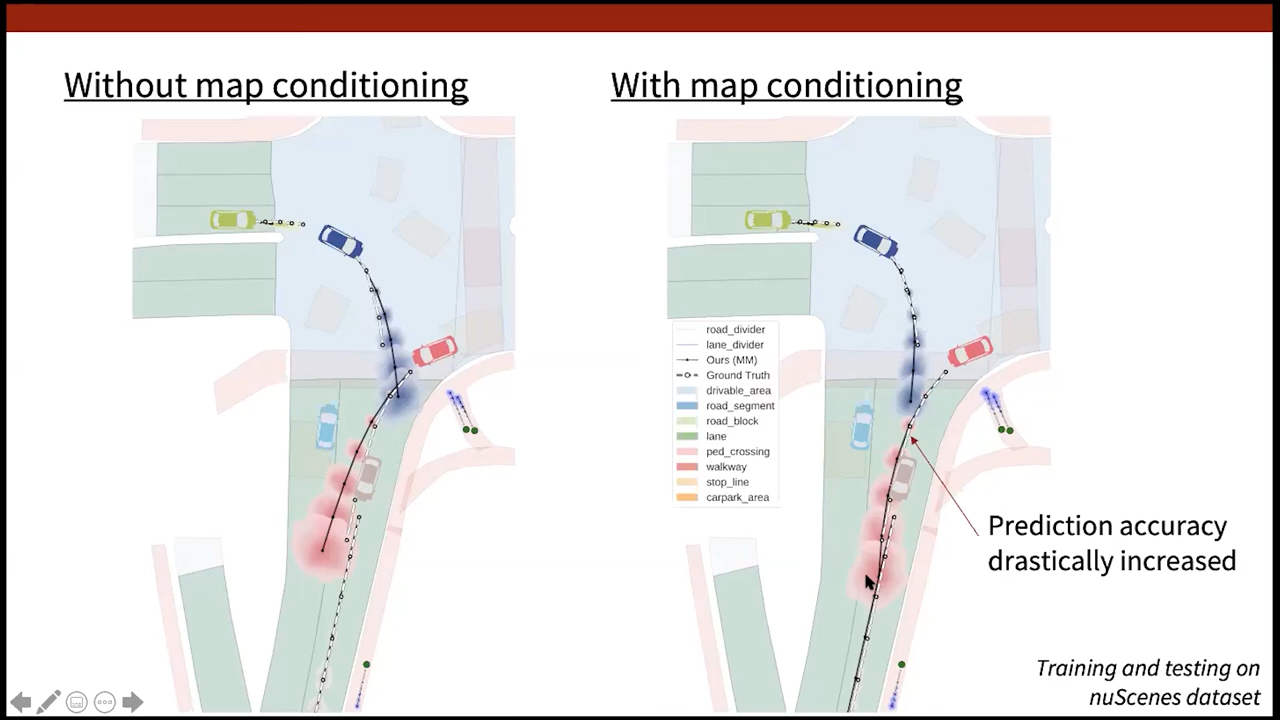 Without map conditioning
With map conditioning
road_divider
lane_divider
Ours (MM)
Ground Truth
drivable_area
road_segment
road_block
lane
ped_crossing
walkway
stop_line
carpark_area
Prediction accuracy
drastically increased
Training and testing on
nuScenes dataset